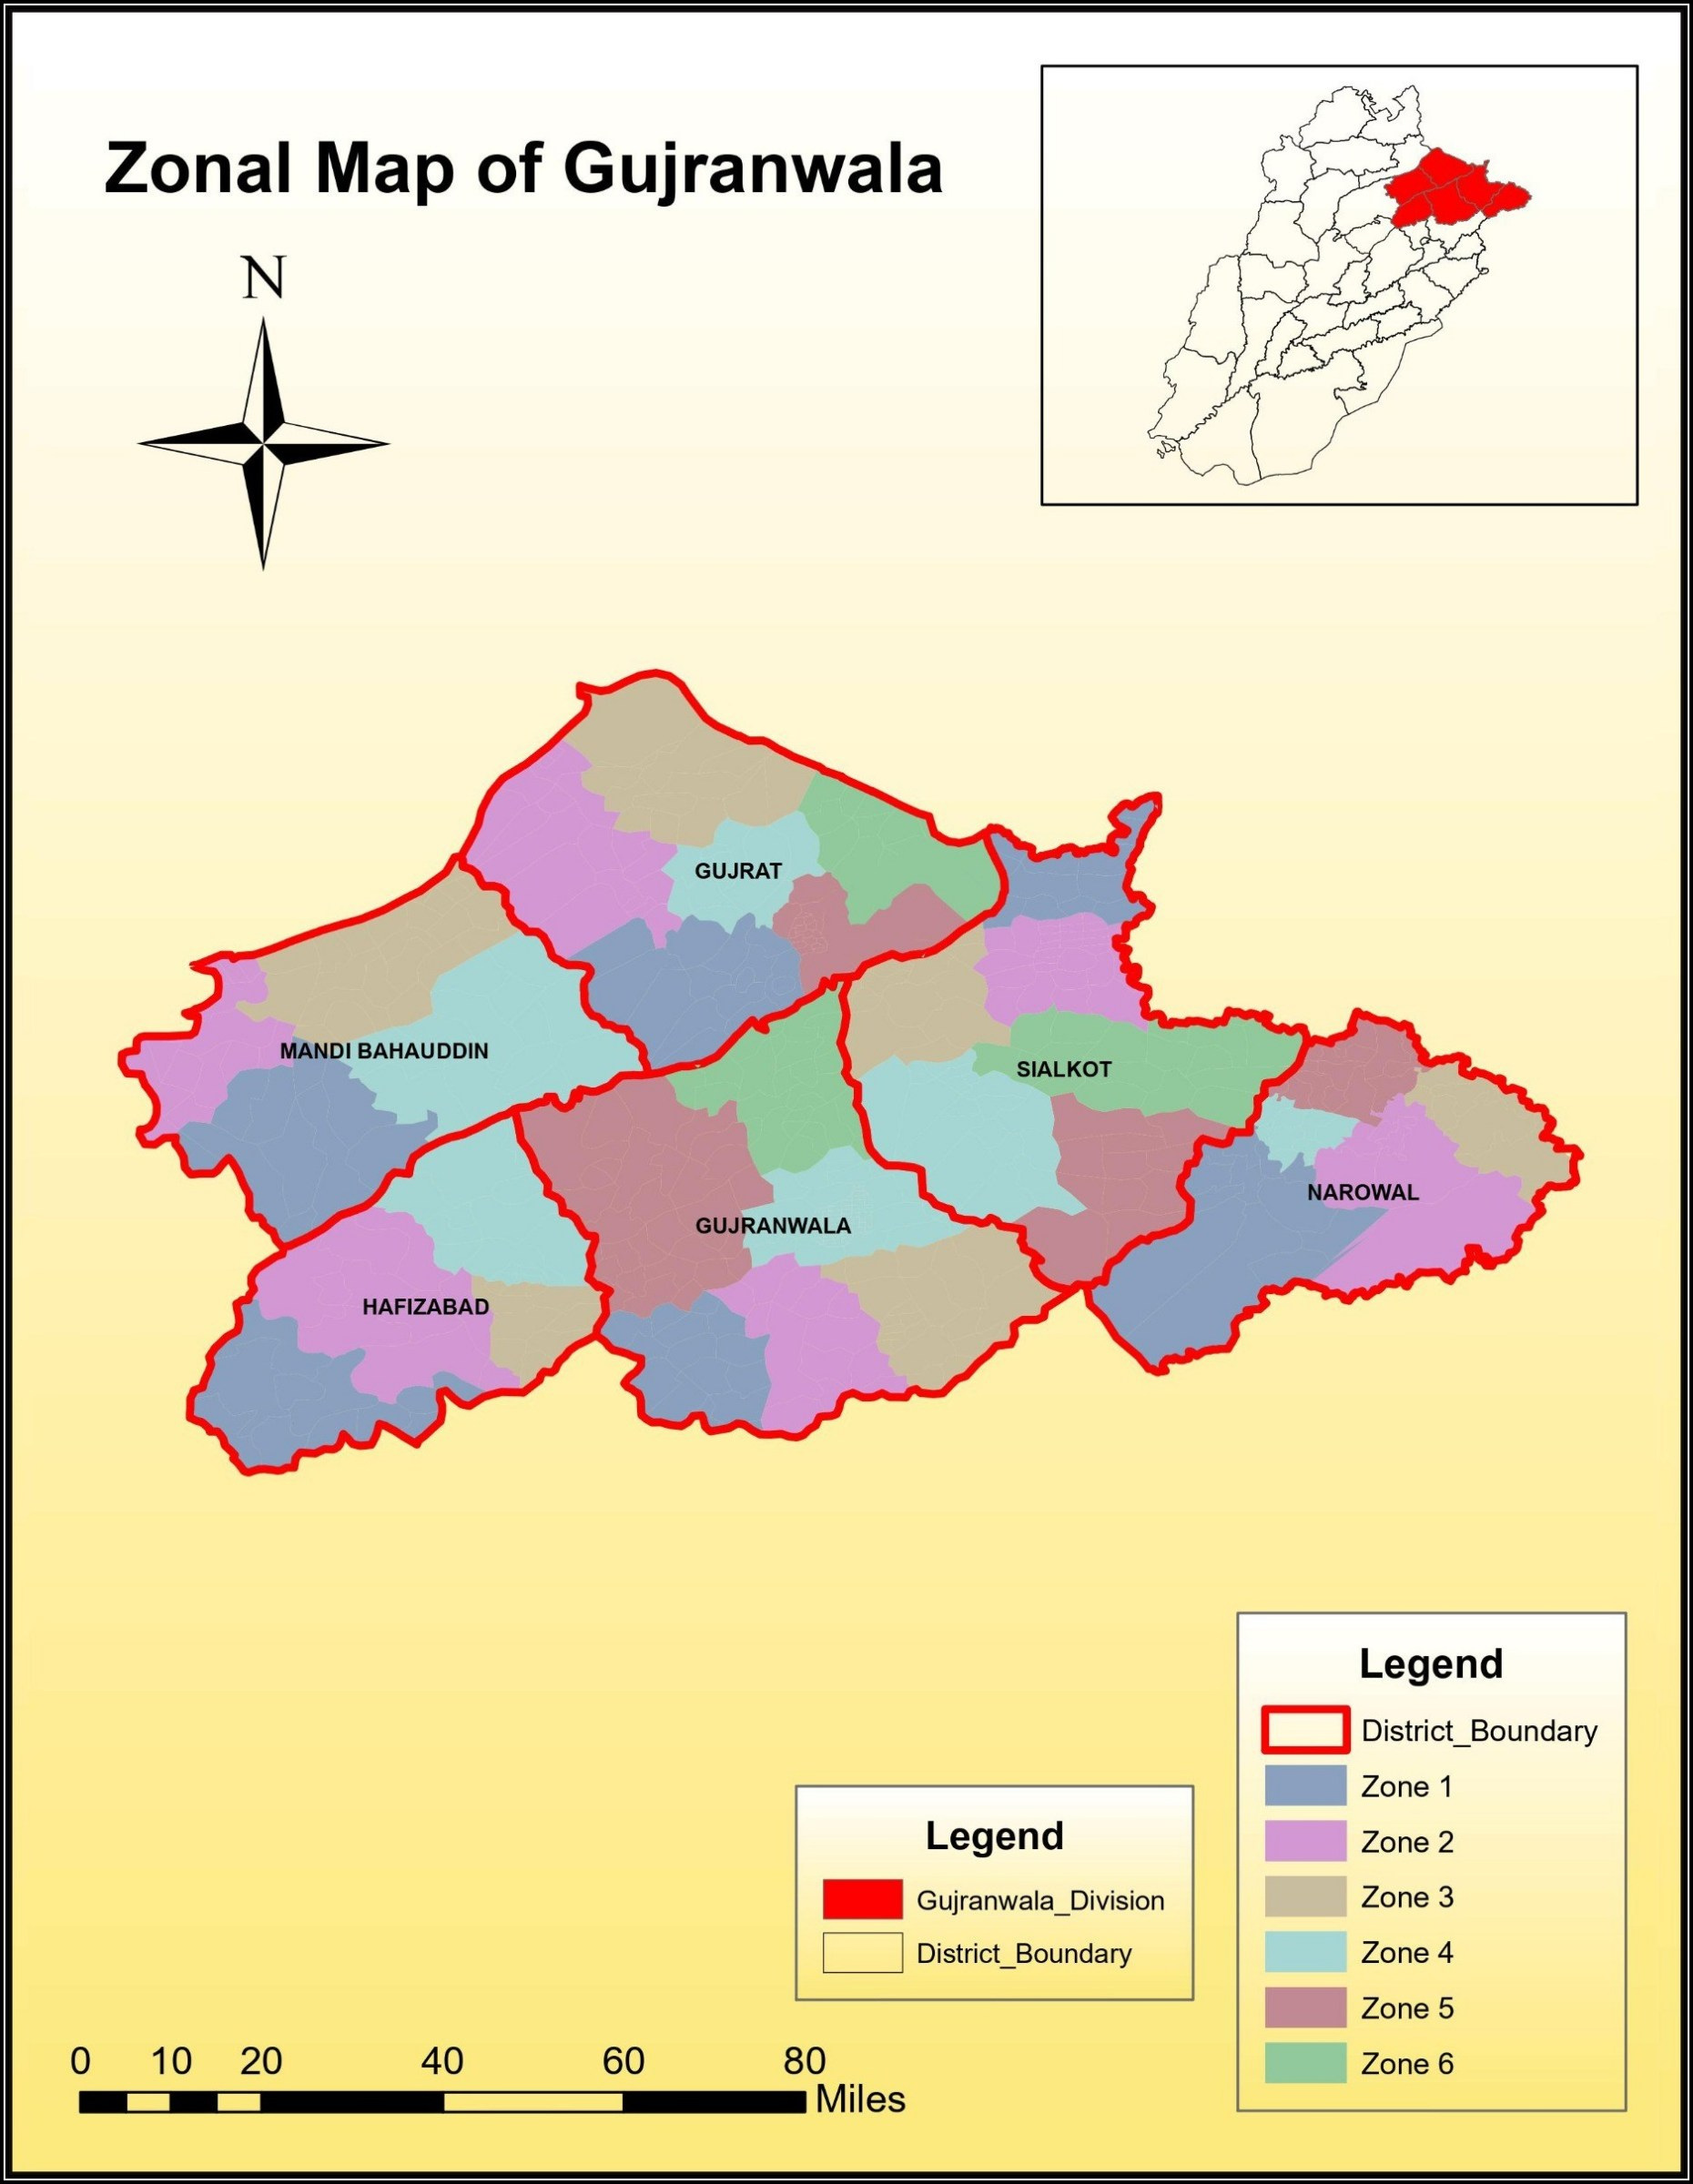 Zonal Map of Gujranwala
N
GUJRAT
MANDI BAHAUDDIN
SIALKOT
NAROWAL
GUJRANWALA
HAFIZABAD
Legend
District_Boundary
Zone 1
Zone 2
Zone 3
Zone 4
Zone 5
Zone 6
Legend
Gujranwala_Division
District_Boundary
0 10 20 40 60 80
Miles